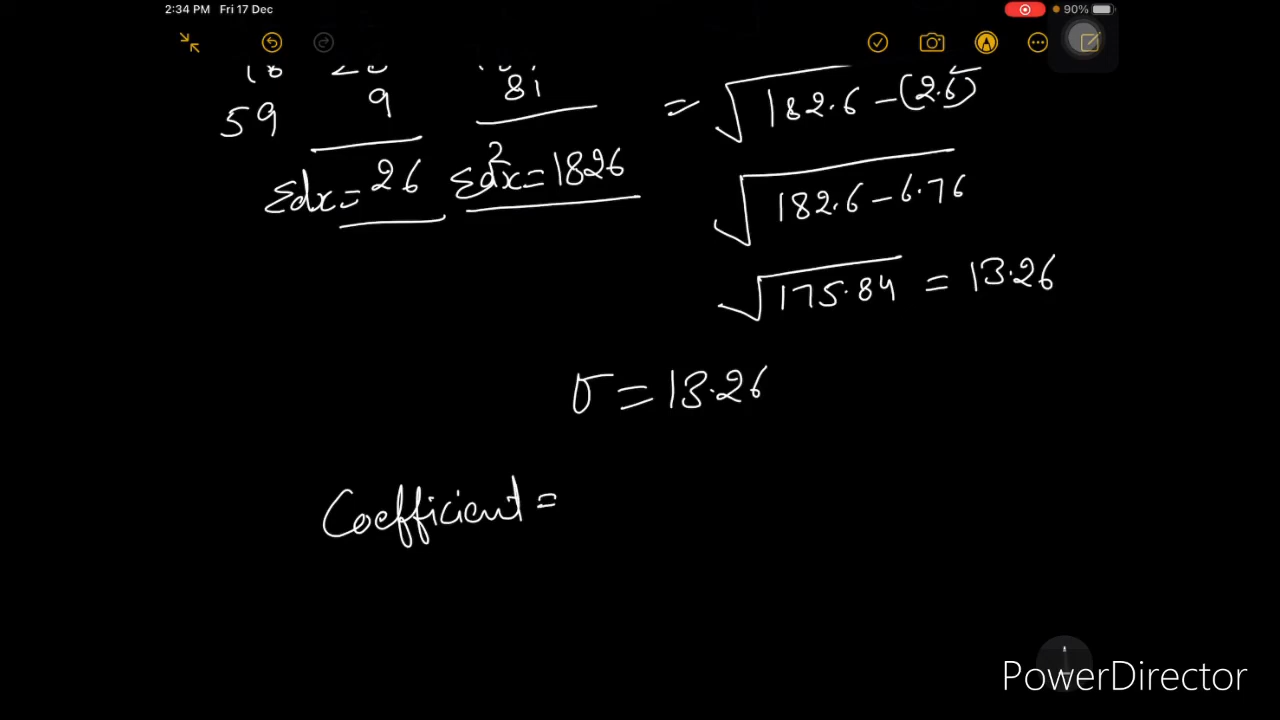 2:34 PM Fri 17 Dec 90%
81
59 9
= √182.6 - (2.6)²
Σdx = 26 Σd²x = 1826
√182.6 - 6.76
√175.84 = 13.26
σ = 13.26
Coefficient =
PowerDirector